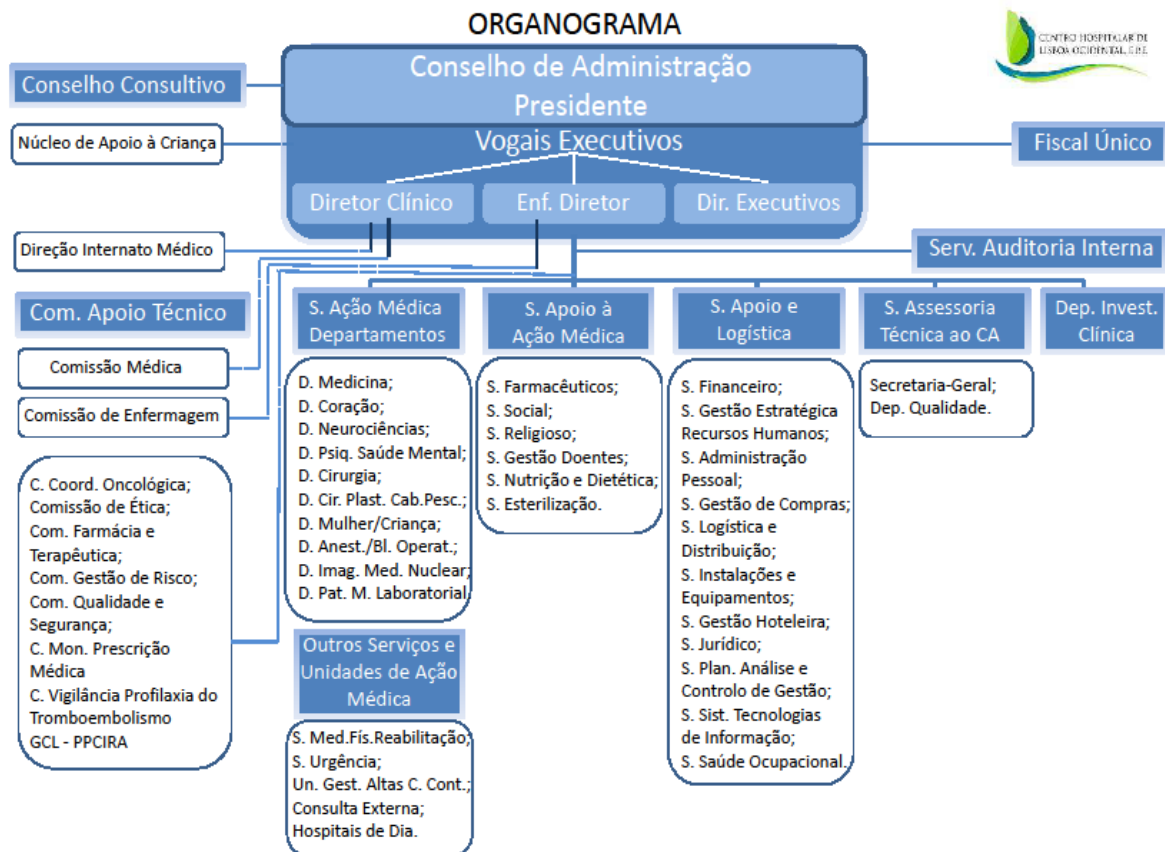 ORGANOGRAMA
CENTRO HOSPITALAR DE
LISBOA OCIDENTAL, E.P.E.
Conselho de Administração
Presidente
Conselho Consultivo
Núcleo de Apoio à Criança
Vogais Executivos
Fiscal Único
Diretor Clínico
Enf. Diretor
Dir. Executivos
Direção Internato Médico
Serv. Auditoria Interna
Com. Apoio Técnico
Comissão Médica
Comissão de Enfermagem
C. Coord. Oncológica;
Comissão de Ética;
Com. Farmácia e
Terapêutica;
Com. Gestão de Risco;
Com. Qualidade e
Segurança;
C. Mon. Prescrição
Médica
C. Vigilância Profilaxia do
Tromboembolismo
GCL - PPCIRA
S. Ação Médica
Departamentos
D. Medicina;
D. Coração;
D. Neurociências;
D. Psiq. Saúde Mental;
D. Cirurgia;
D. Cir. Plast. Cab.Pesc.;
D. Mulher/Criança;
D. Anest./Bl. Operat.;
D. Imag. Med. Nuclear;
D. Pat. M. Laboratorial
Outros Serviços e
Unidades de Ação
Médica
S. Med.Fís.Reabilitação;
S. Urgência;
Un. Gest. Altas C. Cont.;
Consulta Externa;
Hospitais de Dia.
S. Apoio à
Ação Médica
S. Farmacêuticos;
S. Social;
S. Religioso;
S. Gestão Doentes;
S. Nutrição e Dietética;
S. Esterilização.
S. Apoio e
Logística
S. Financeiro;
S. Gestão Estratégica
Recursos Humanos;
S. Administração
Pessoal;
S. Gestão de Compras;
S. Logística e
Distribuição;
S. Instalações e
Equipamentos;
S. Gestão Hoteleira;
S. Jurídico;
S. Plan. Análise e
Controlo de Gestão;
S. Sist. Tecnologias
de Informação;
S. Saúde Ocupacional.
S. Assessoria
Técnica ao CA
Secretaria-Geral;
Dep. Qualidade.
Dep. Invest.
Clínica